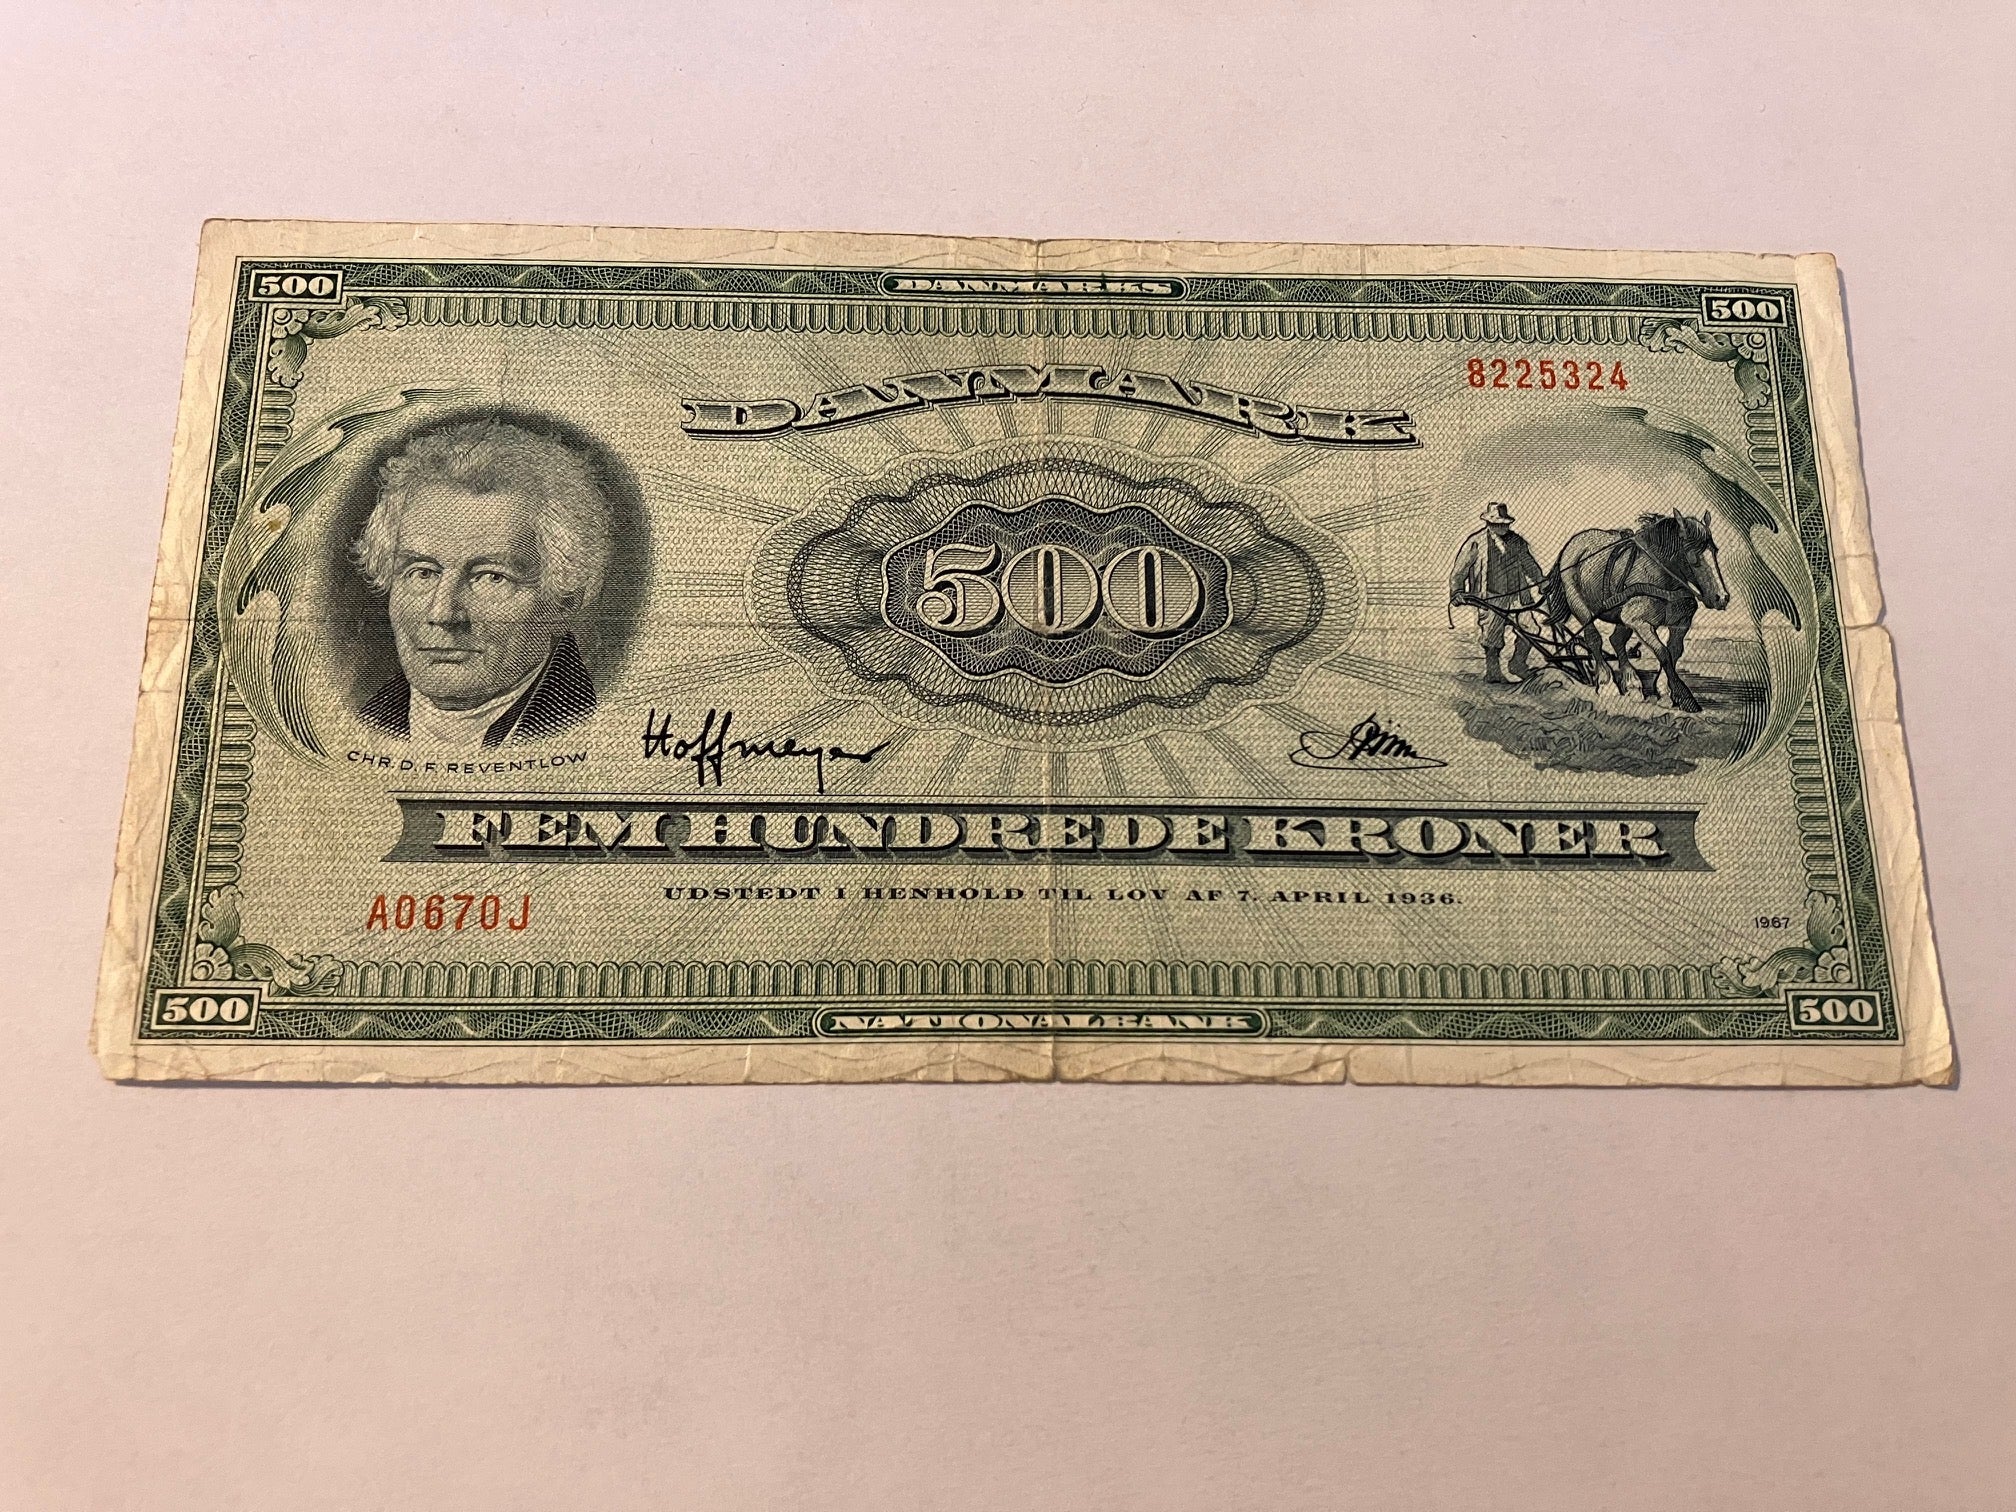 500
DANMARKS
500
8225324
DANMARK
500
CHR. D. F. REVENTLOW
Hoffmeyer
FEM HUNDREDE KRONER
UDSTEDT I HENHOLD TIL LOV AF 7. APRIL 1936.
A0670J
1967
500
NATIONALBANK
500